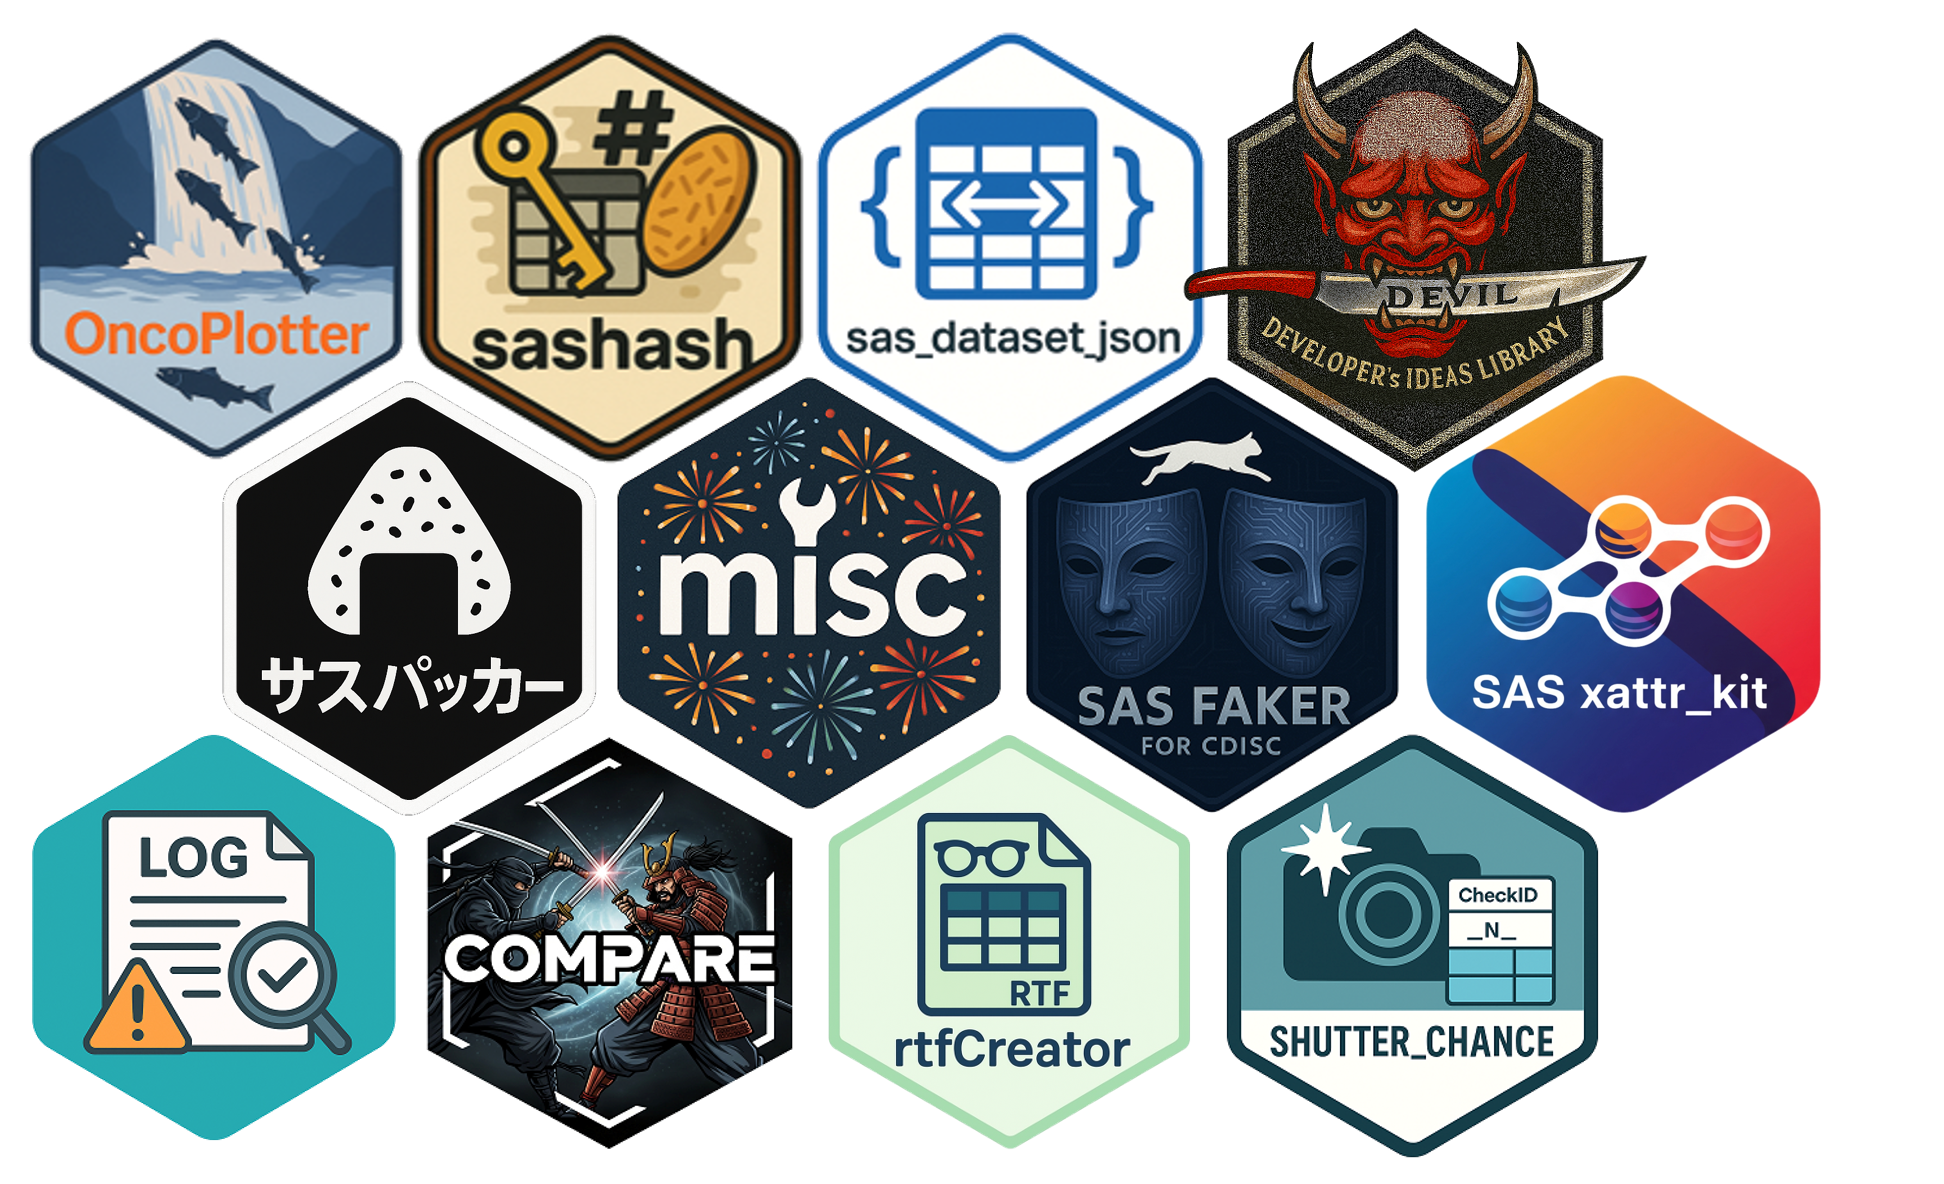 OncoPlotter
#
sashash
{ }
sas_dataset_json
DEVIL
DEVELOPER's IDEAS LIBRARY
サスパッカー
misc
SAS FAKER
FOR CDISC
SAS xattr_kit
LOG
!
COMPARE
RTF
rtfCreator
CheckID
_N_
SHUTTER_CHANCE